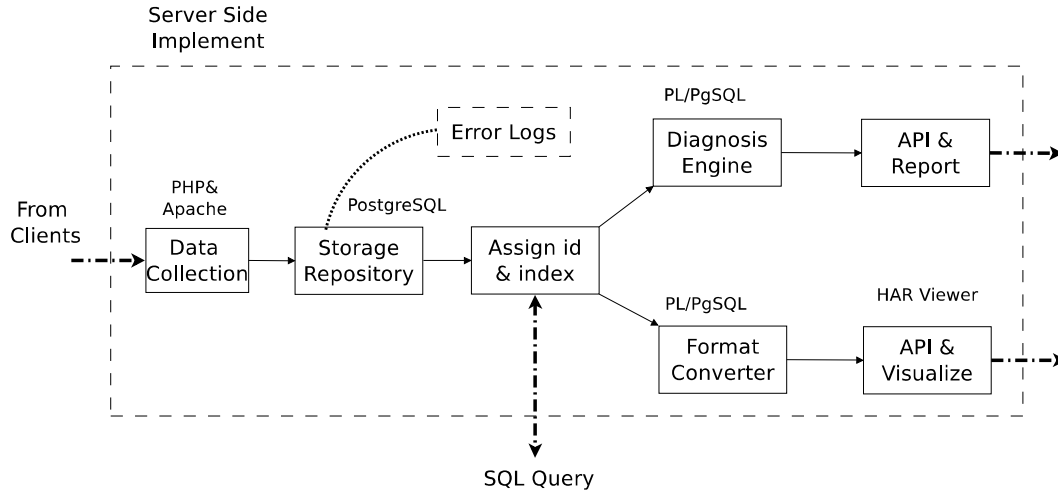 Server Side
Implement
PL/PgSQL
Error Logs
Diagnosis
Engine
API &
Report
PHP&
Apache
PostgreSQL
From
Clients
Data
Collection
Storage
Repository
Assign id
& index
PL/PgSQL
HAR Viewer
Format
Converter
API &
Visualize
SQL Query